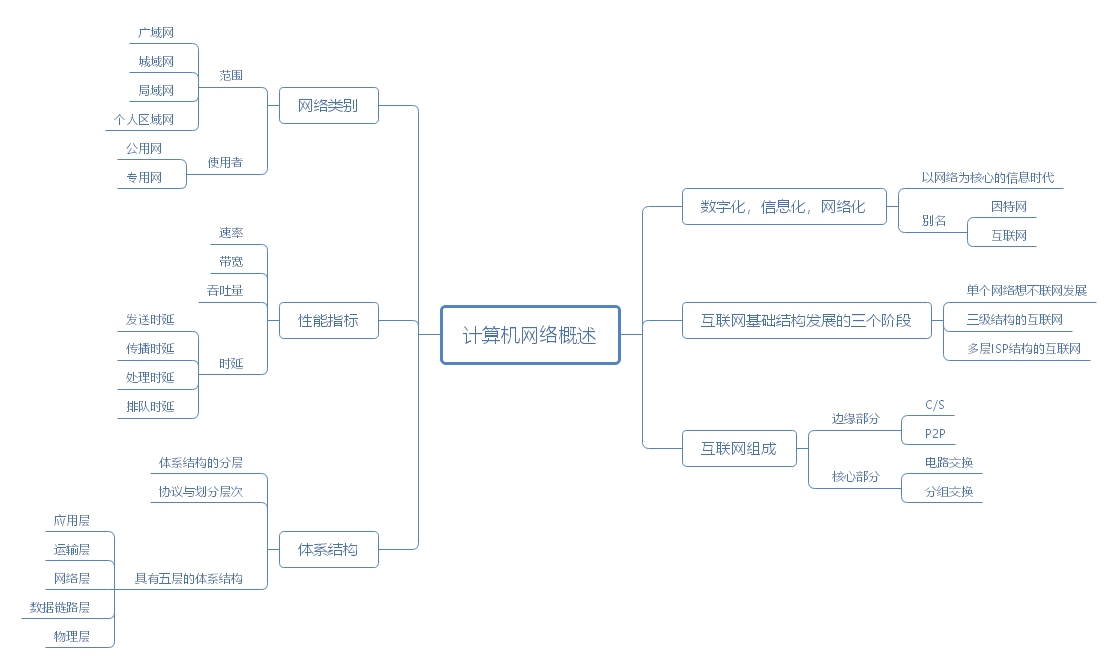 计算机网络概述
数字化，信息化，网络化
以网络为核心的信息时代
别名
因特网
互联网
互联网基础结构发展的三个阶段
单个网络想不联网发展
三级结构的互联网
多层ISP结构的互联网
互联网组成
边缘部分
C/S
P2P
核心部分
电路交换
分组交换
网络类别
范围
广域网
城域网
局域网
个人区域网
使用者
公用网
专用网
性能指标
速率
带宽
吞吐量
时延
发送时延
传播时延
处理时延
排队时延
体系结构
体系结构的分层
协议与划分层次
具有五层的体系结构
应用层
运输层
网络层
数据链路层
物理层